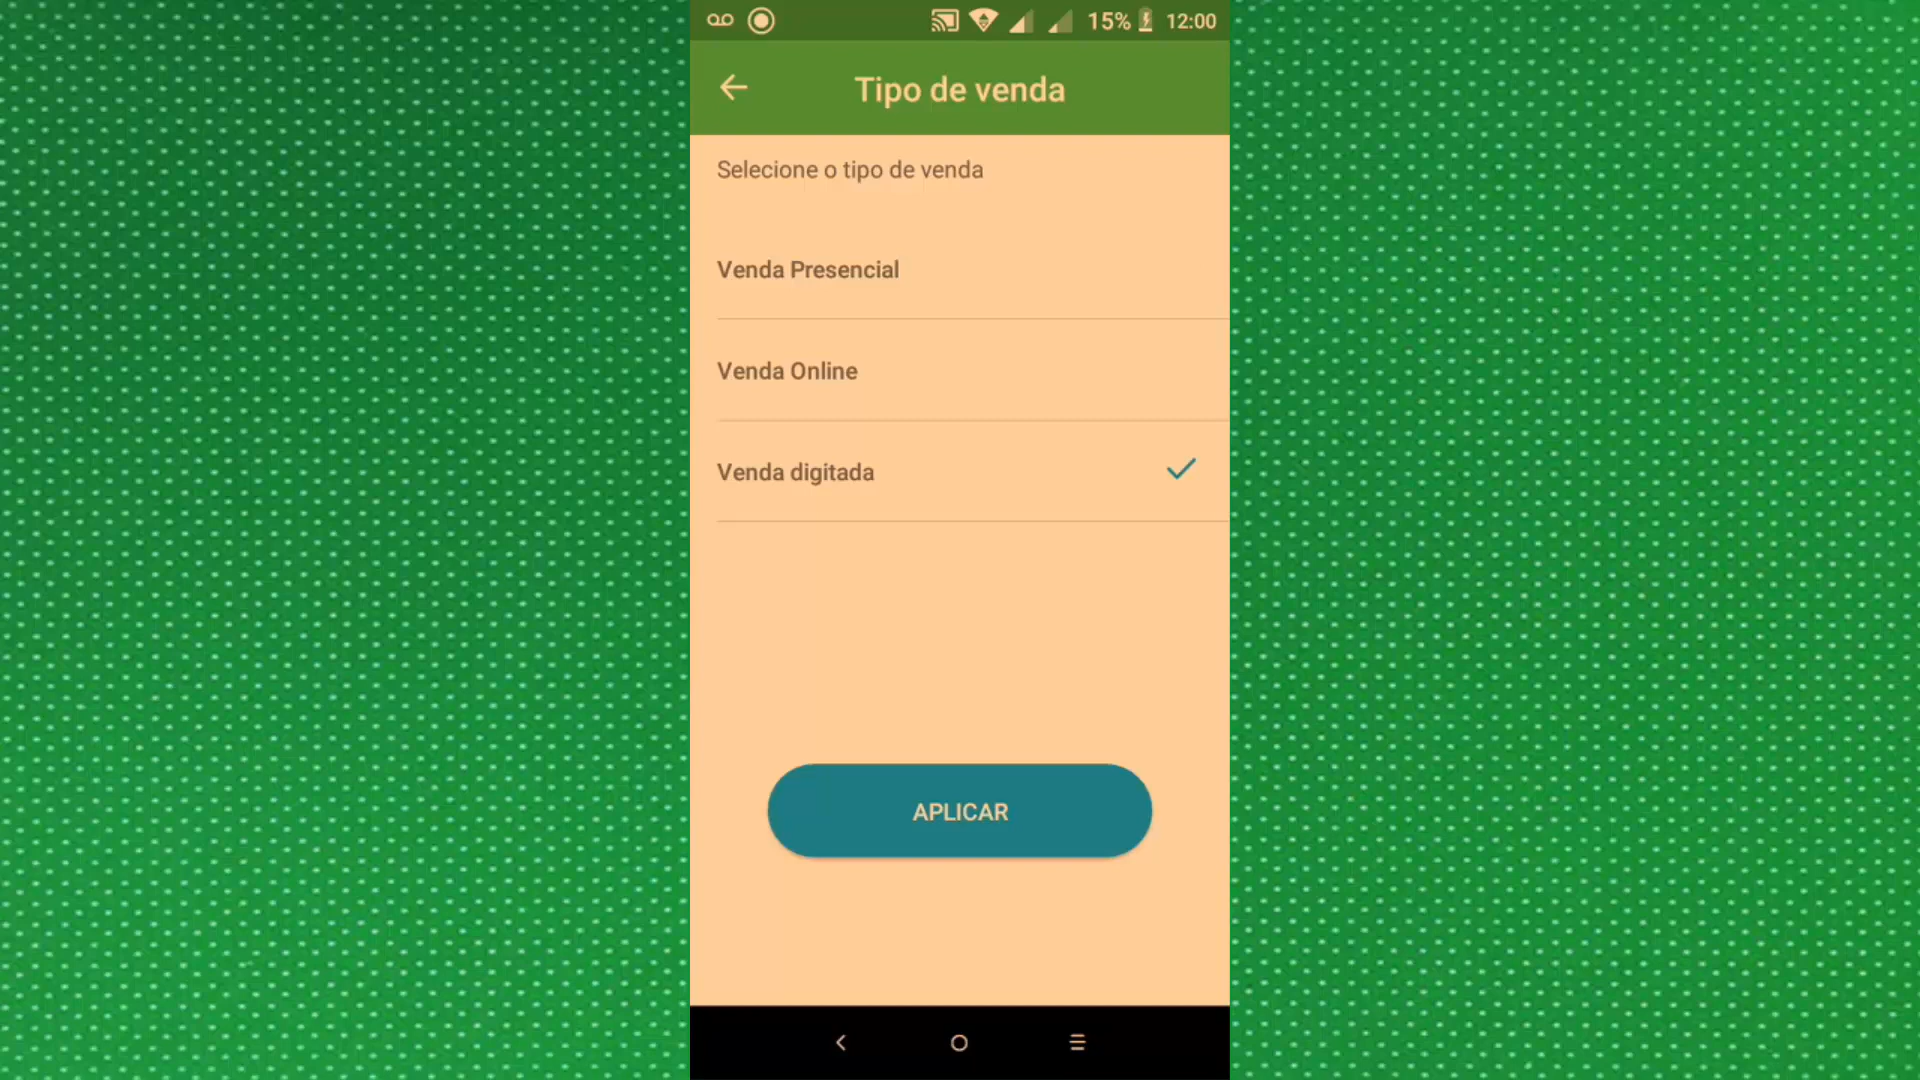 15% 12:00
Tipo de venda
Selecione o tipo de venda
Venda Presencial
Venda Online
Venda digitada
APLICAR